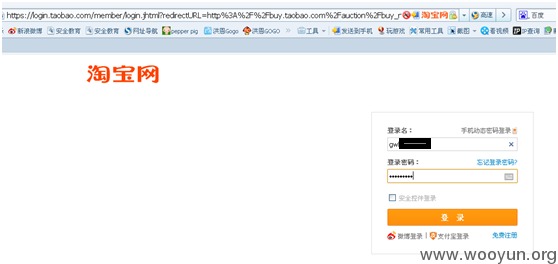 https://login.taobao.com/member/login.jhtml?redirectURL=http%3A%2F%2Fbuy.taobao.com%2Fauction%2Fbuy_n 淘宝网 高速 百度
新浪微博 安全教育 安全教育 网址导航 pepper pig 洪恩Gogo 洪恩GOGO » 工具 发送到手机 玩游戏 常用工具 截图 看视频 IP查询
淘宝网
登录名： 手机动态密码登录
gw
登录密码： 忘记登录密码?
安全控件登录
登 录
微博登录 支付宝登录 免费注册
www.wooyun.org